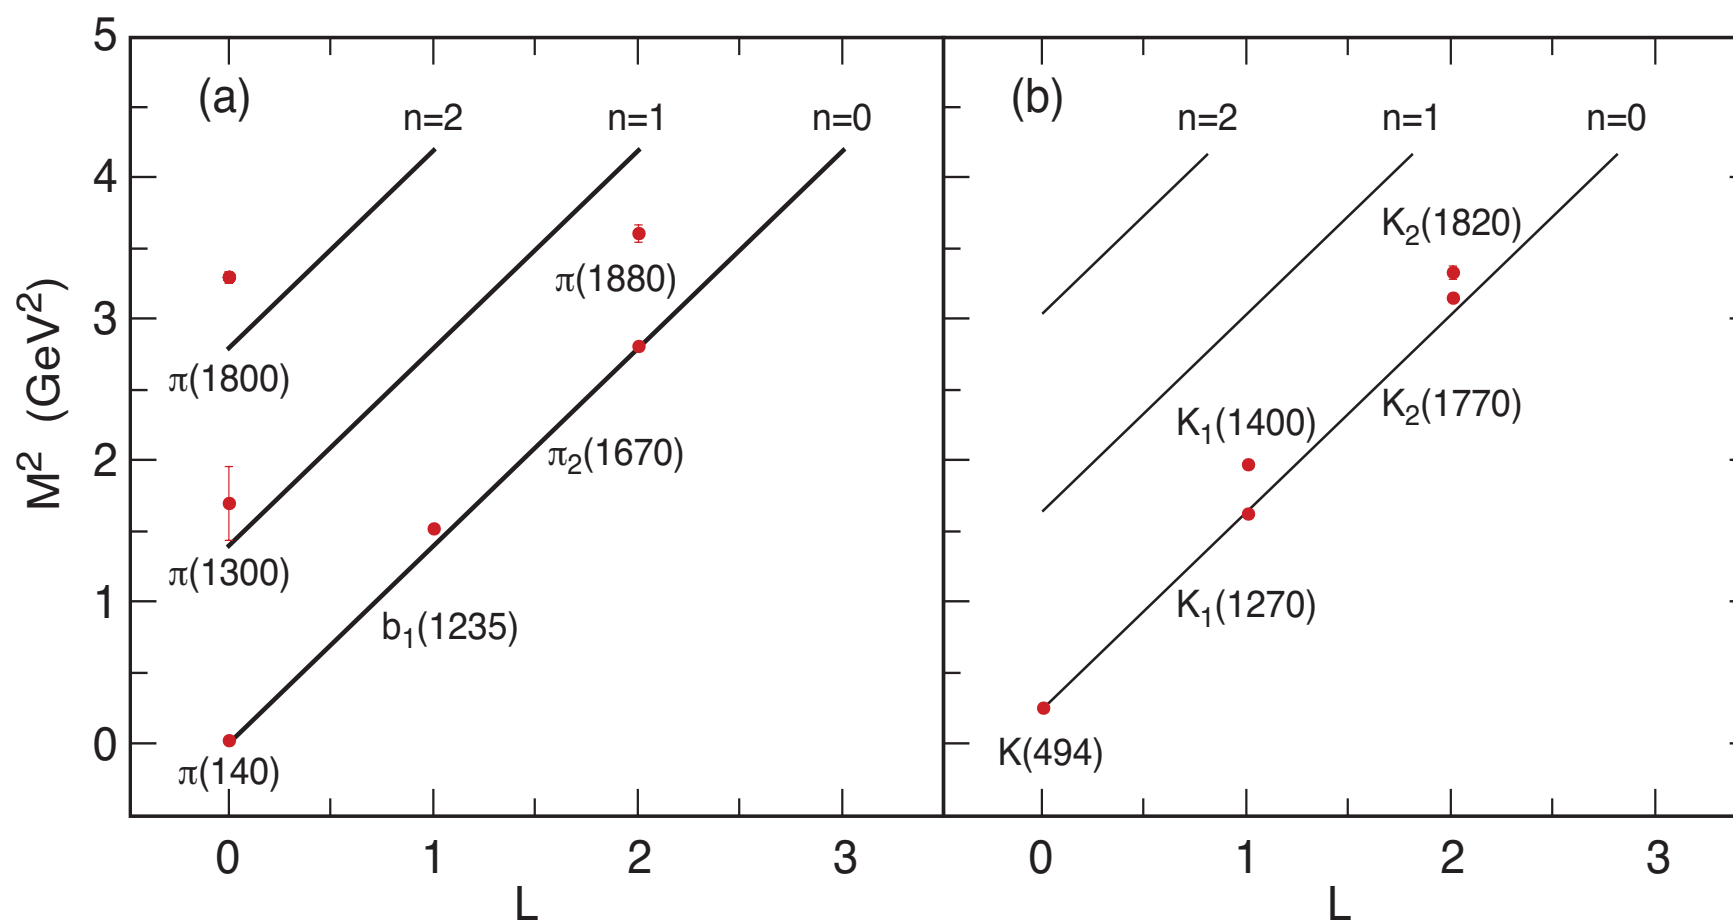 5
4
3
2
1
0
M² (GeV²)
(a)
n=2
n=1
n=0
π(1800)
π(1880)
π₂(1670)
π(1300)
b₁(1235)
π(140)
0
1
2
3
L
(b)
n=2
n=1
n=0
K₂(1820)
K₁(1400)
K₂(1770)
K₁(1270)
K(494)
0
1
2
3
L